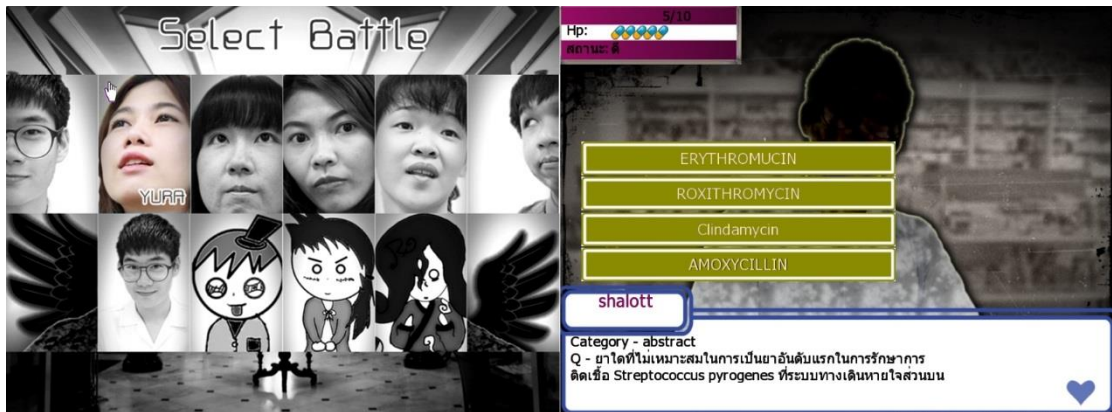 Select Battle
YURA
5/10
Hp:
สถานะ: ดี
ERYTHROMUCIN
ROXITHROMYCIN
Clindamycin
AMOXYCILLIN
shalott
Category - abstract
Q - ยาใดที่ไม่เหมาะสมในการเป็นยาอันดับแรกในการรักษาการ
ติดเชื้อ Streptococcus pyrogenes ที่ระบบทางเดินหายใจส่วนบน